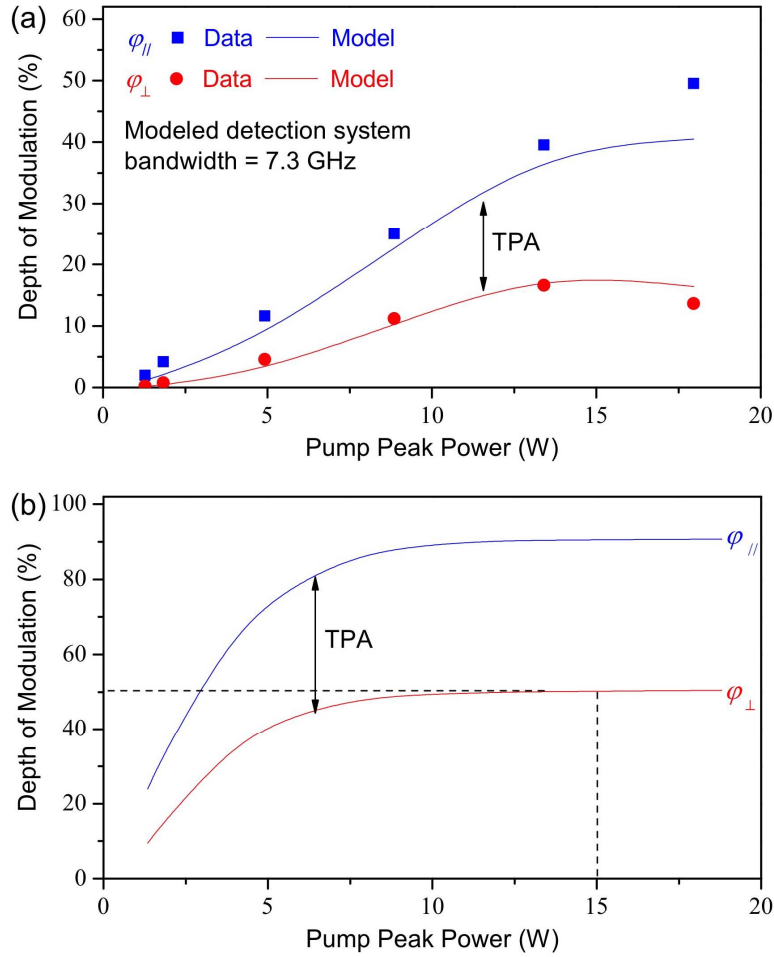 (a)
60
50
40
30
20
10
0
Depth of Modulation (%)
φ// Data Model
φ⊥ Data Model
Modeled detection system
bandwidth = 7.3 GHz
TPA
0 5 10 15 20
Pump Peak Power (W)
(b)
100
80
60
40
20
0
Depth of Modulation (%)
φ//
TPA
φ⊥
0 5 10 15 20
Pump Peak Power (W)